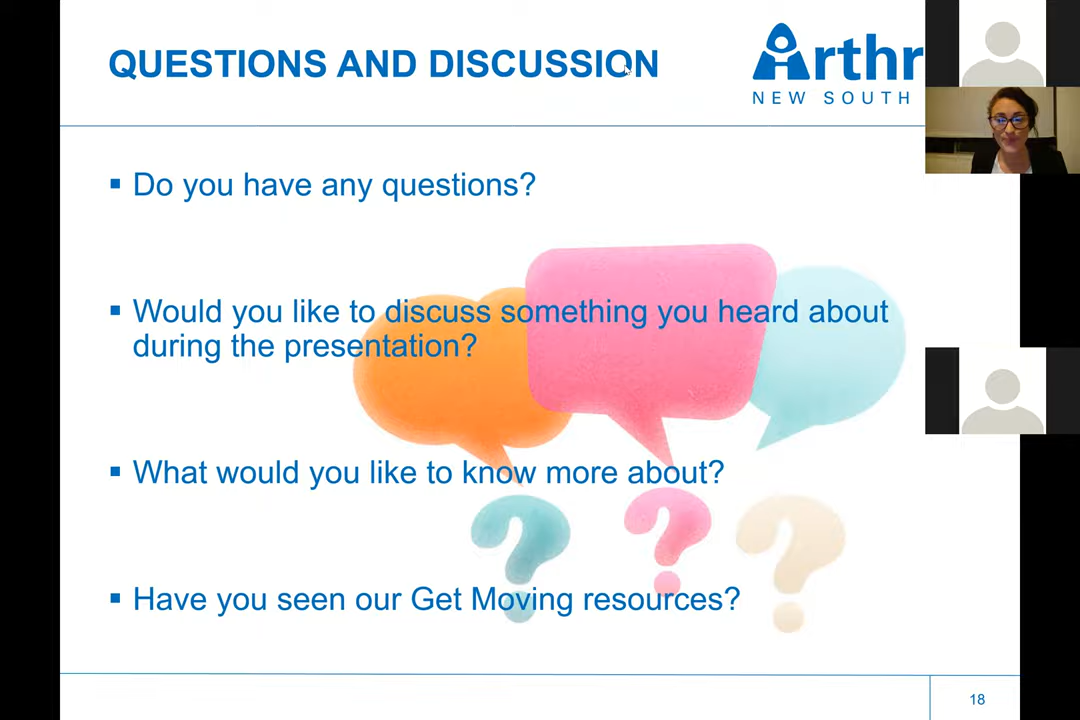 QUESTIONS AND DISCUSSION
Arthr
NEW SOUTH
▪ Do you have any questions?
▪ Would you like to discuss something you heard about
during the presentation?
▪ What would you like to know more about?
▪ Have you seen our Get Moving resources?
18